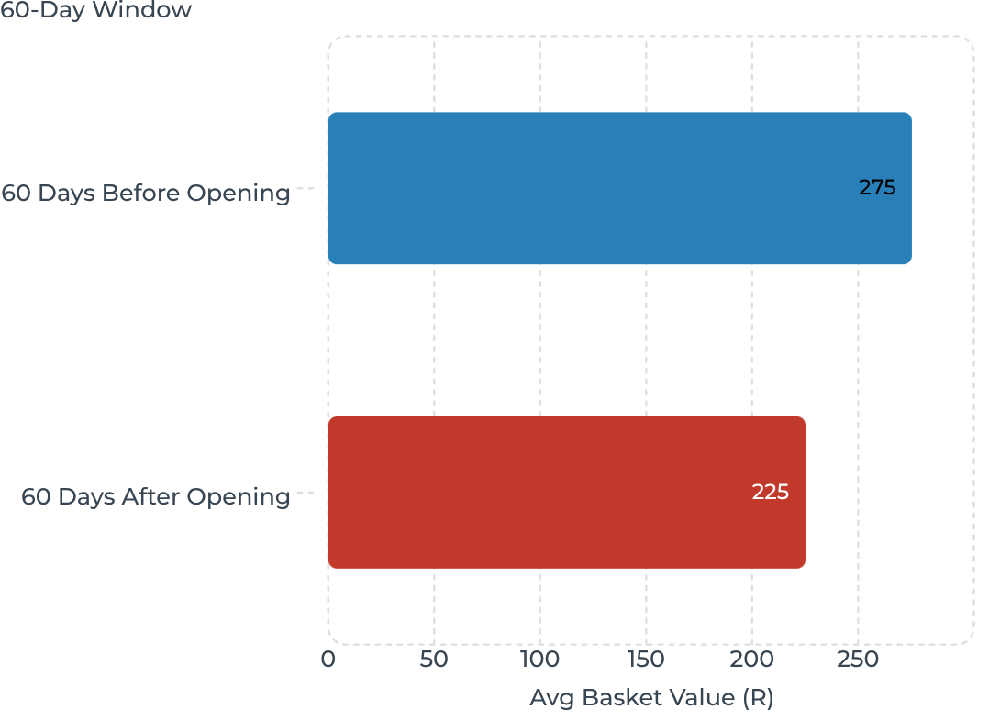 60-Day Window
60 Days Before Opening
275
60 Days After Opening
225
0 50 100 150 200 250
Avg Basket Value (R)